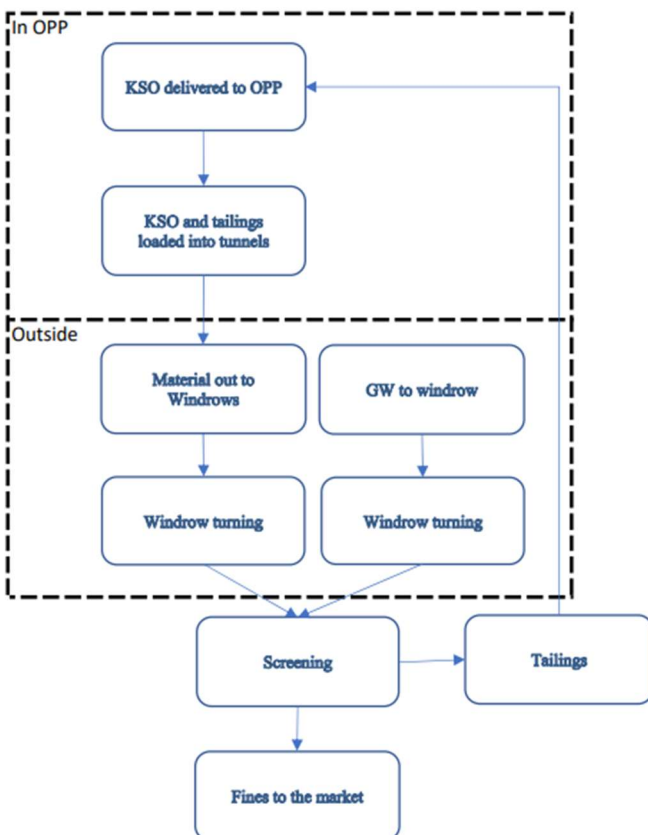 In OPP
KSO delivered to OPP
KSO and tailings
loaded into tunnels
Outside
Material out to
Windrows
GW to windrow
Windrow turning
Windrow turning
Screening
Tailings
Fines to the market